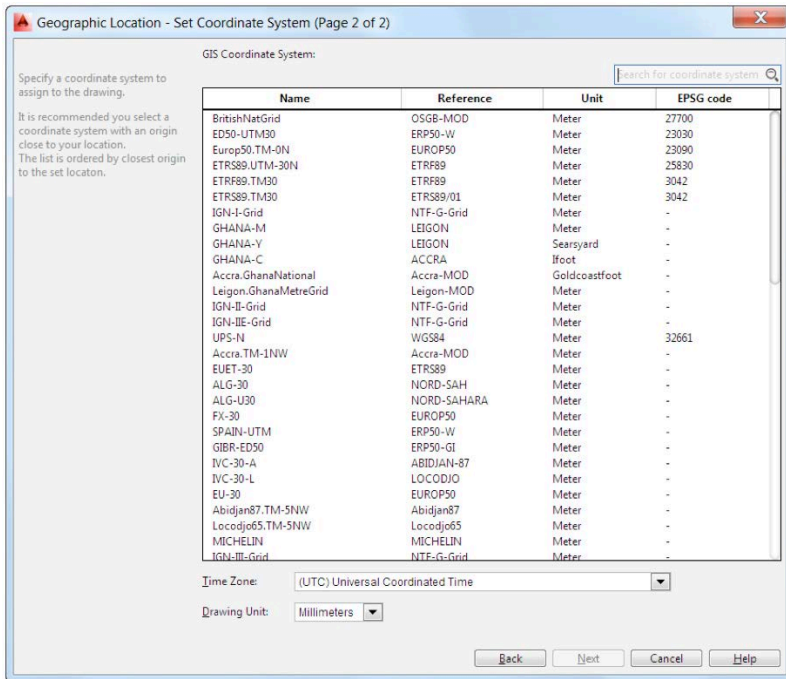 Geographic Location - Set Coordinate System (Page 2 of 2)
X
GIS Coordinate System:
Specify a coordinate system to
assign to the drawing.
It is recommended you select a
coordinate system with an origin
close to your location.
The list is ordered by closest origin
to the set locaton.
Search for coordinate system
Name Reference Unit EPSG code
BritishNatGrid OSGB-MOD Meter 27700
ED50-UTM30 ERP50-W Meter 23030
Europ50.TM-0N EUROP50 Meter 23090
ETRS89.UTM-30N ETRF89 Meter 25830
ETRF89.TM30 ETRF89 Meter 3042
ETRS89.TM30 ETRS89/01 Meter 3042
IGN-I-Grid NTF-G-Grid Meter -
GHANA-M LEIGON Meter -
GHANA-Y LEIGON Searsyard -
GHANA-C ACCRA Ifoot -
Accra.GhanaNational Accra-MOD Goldcoastfoot -
Leigon.GhanaMetreGrid Leigon-MOD Meter -
IGN-II-Grid NTF-G-Grid Meter -
IGN-IIE-Grid NTF-G-Grid Meter -
UPS-N WGS84 Meter 32661
Accra.TM-1NW Accra-MOD Meter -
EUET-30 ETRS89 Meter -
ALG-30 NORD-SAH Meter -
ALG-U30 NORD-SAHARA Meter -
FX-30 EUROP50 Meter -
SPAIN-UTM ERP50-W Meter -
GIBR-ED50 ERP50-GI Meter -
IVC-30-A ABIDJAN-87 Meter -
IVC-30-L LOCODJO Meter -
EU-30 EUROP50 Meter -
Abidjan87.TM-5NW Abidjan87 Meter -
Locodjo65.TM-5NW Locodjo65 Meter -
MICHELIN MICHELIN Meter -
IGN-III-Grid NTF-G-Grid Meter -
Time Zone: (UTC) Universal Coordinated Time
Drawing Unit: Millimeters
Back Next Cancel Help